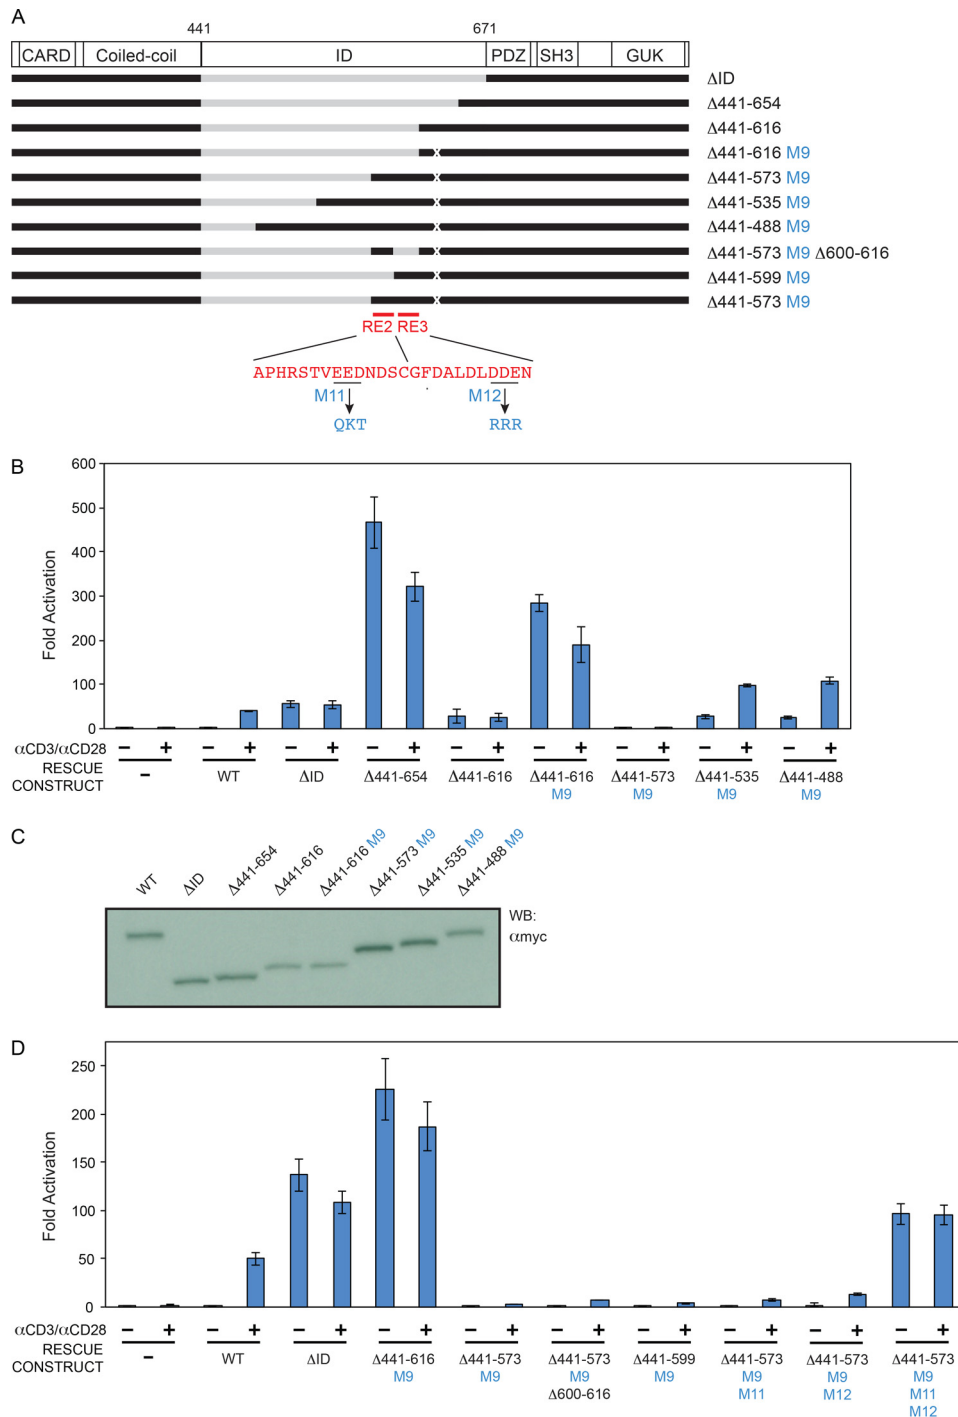 A
441 671
CARD Coiled-coil ID PDZ SH3 GUK
ΔID
Δ441-654
Δ441-616
Δ441-616 M9
Δ441-573 M9
Δ441-535 M9
Δ441-488 M9
Δ441-573 M9 Δ600-616
Δ441-599 M9
Δ441-573 M9
RE2 RE3
APHRSTVEEDNDSCGFDALDLDDEN
M11 M12
QKT RRR
B
600
500
400
300
200
100
0
Fold Activation
αCD3/αCD28 − + − + − + − + − + − + − + − + − +
RESCUE CONSTRUCT
− WT ΔID Δ441-654 Δ441-616 Δ441-616 M9 Δ441-573 M9 Δ441-535 M9 Δ441-488 M9
C
WT ΔID Δ441-654 Δ441-616 Δ441-616 M9 Δ441-573 M9 Δ441-535 M9 Δ441-488 M9
WB:
αmyc
D
250
200
150
100
50
0
Fold Activation
αCD3/αCD28 − + − + − + − + − + − + − + − + − + − +
RESCUE CONSTRUCT
− WT ΔID Δ441-616 M9 Δ441-573 M9 Δ441-573 M9 Δ600-616 Δ441-599 M9 Δ441-573 M9 M11 Δ441-573 M9 M12 Δ441-573 M9 M11 M12